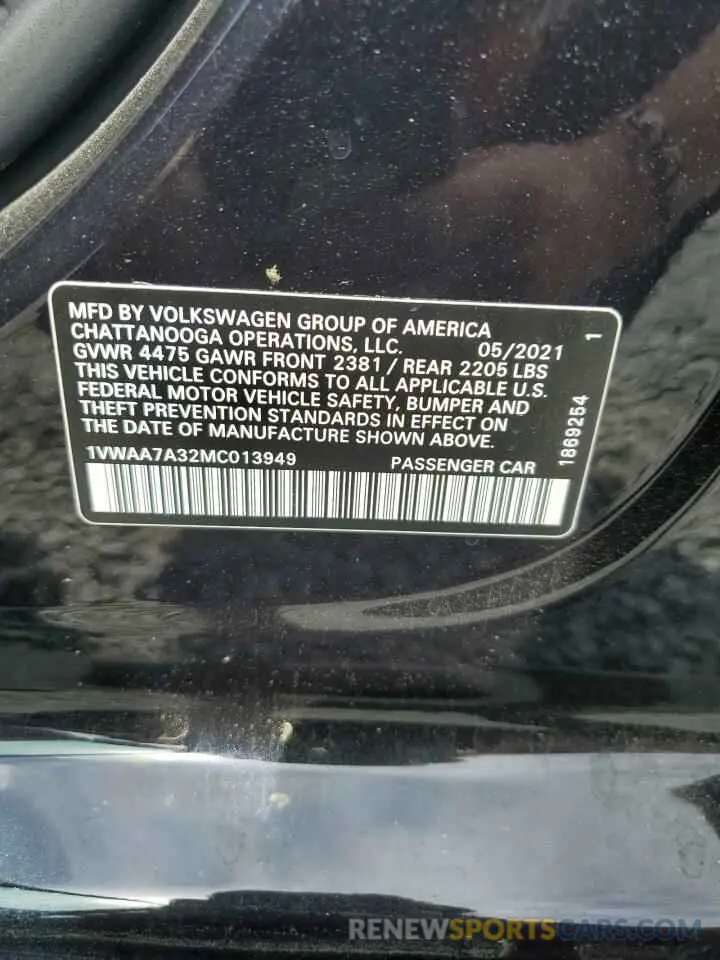 MFD BY VOLKSWAGEN GROUP OF AMERICA
CHATTANOOGA OPERATIONS, LLC. 05/2021 1
GVWR 4475 GAWR FRONT 2381 / REAR 2205 LBS
THIS VEHICLE CONFORMS TO ALL APPLICABLE U.S.
FEDERAL MOTOR VEHICLE SAFETY, BUMPER AND
THEFT PREVENTION STANDARDS IN EFFECT ON
THE DATE OF MANUFACTURE SHOWN ABOVE.
1869254
1VWAA7A32MC013949 PASSENGER CAR
RENEWSPORTSCARS.COM